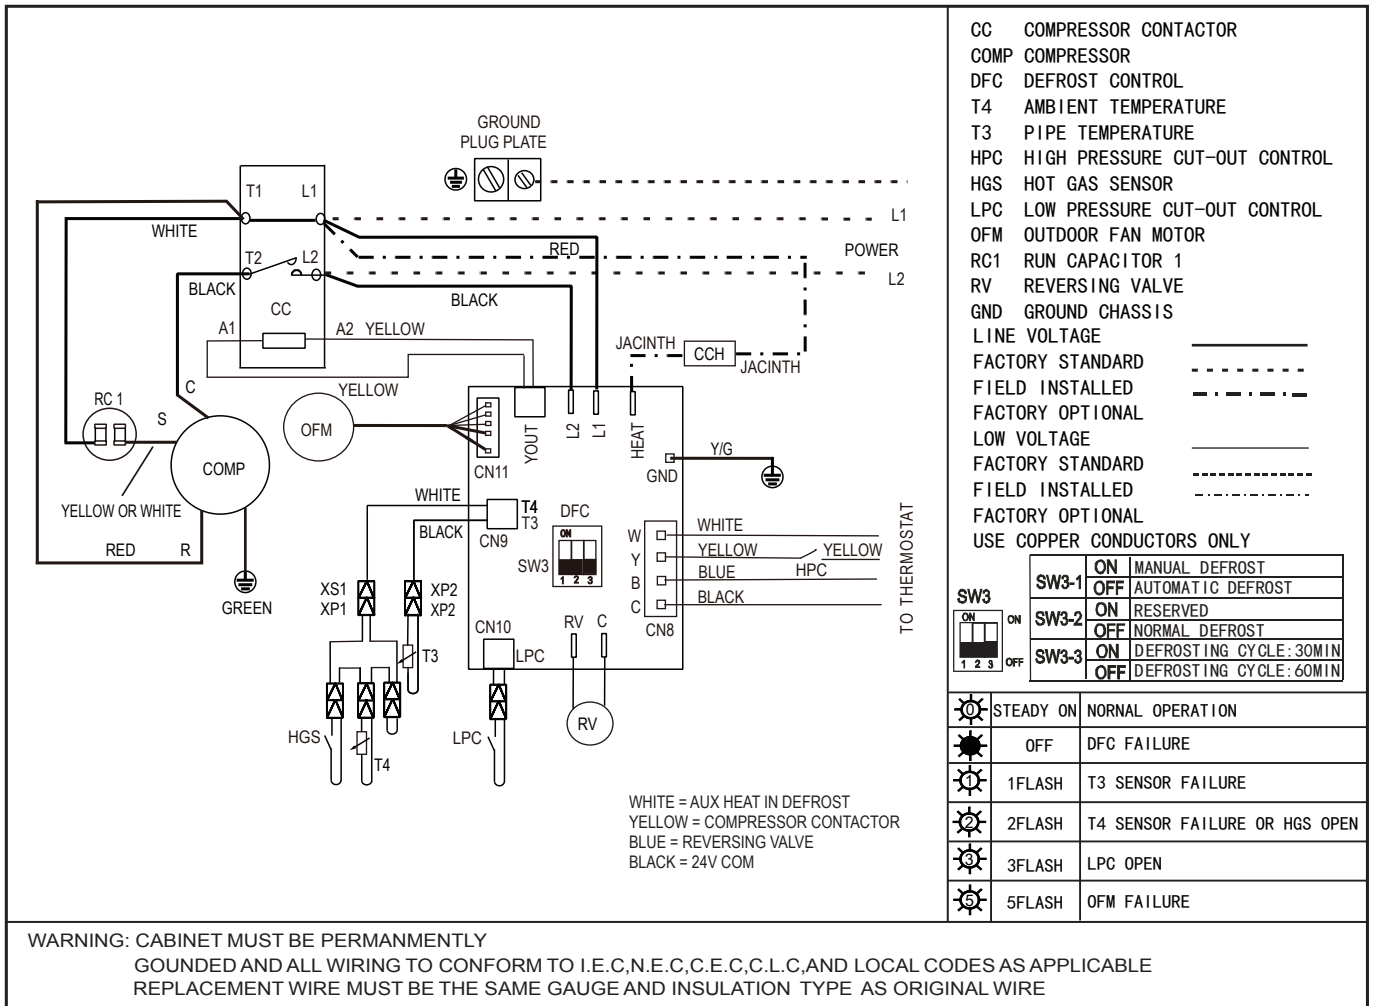 GROUND
PLUG PLATE
T1 L1
WHITE
L1
RED
POWER
T2 L2
L2
BLACK
BLACK
CC
A1
A2 YELLOW
JACINTH
CCH
JACINTH
YELLOW
C
RC 1
S
OFM
COMP
YELLOW OR WHITE
RED R
GREEN
YOUT
L2
L1
HEAT
CN11
Y/G
GND
WHITE
BLACK
T4
T3
CN9
DFC
ON
SW3
1 2 3
W
WHITE
Y
YELLOW
YELLOW
B
BLUE
HPC
C
BLACK
CN8
TO THERMOSTAT
XS1
XP1
XP2
XP2
CN10
LPC
RV C
T3
HGS
T4
LPC
RV
WHITE = AUX HEAT IN DEFROST
YELLOW = COMPRESSOR CONTACTOR
BLUE = REVERSING VALVE
BLACK = 24V COM
CC COMPRESSOR CONTACTOR
COMP COMPRESSOR
DFC DEFROST CONTROL
T4 AMBIENT TEMPERATURE
T3 PIPE TEMPERATURE
HPC HIGH PRESSURE CUT-OUT CONTROL
HGS HOT GAS SENSOR
LPC LOW PRESSURE CUT-OUT CONTROL
OFM OUTDOOR FAN MOTOR
RC1 RUN CAPACITOR 1
RV REVERSING VALVE
GND GROUND CHASSIS
LINE VOLTAGE
FACTORY STANDARD
FIELD INSTALLED
FACTORY OPTIONAL
LOW VOLTAGE
FACTORY STANDARD
FIELD INSTALLED
FACTORY OPTIONAL
USE COPPER CONDUCTORS ONLY
SW3
ON
1 2 3
ON
OFF
SW3-1 ON MANUAL DEFROST
OFF AUTOMATIC DEFROST
SW3-2 ON RESERVED
OFF NORMAL DEFROST
SW3-3 ON DEFROSTING CYCLE:30MIN
OFF DEFROSTING CYCLE:60MIN
0 STEADY ON NORNAL OPERATION
OFF DFC FAILURE
1 1FLASH T3 SENSOR FAILURE
2 2FLASH T4 SENSOR FAILURE OR HGS OPEN
3 3FLASH LPC OPEN
5 5FLASH OFM FAILURE
WARNING: CABINET MUST BE PERMANMENTLY
GOUNDED AND ALL WIRING TO CONFORM TO I.E.C,N.E.C,C.E.C,C.L.C,AND LOCAL CODES AS APPLICABLE
REPLACEMENT WIRE MUST BE THE SAME GAUGE AND INSULATION TYPE AS ORIGINAL WIRE